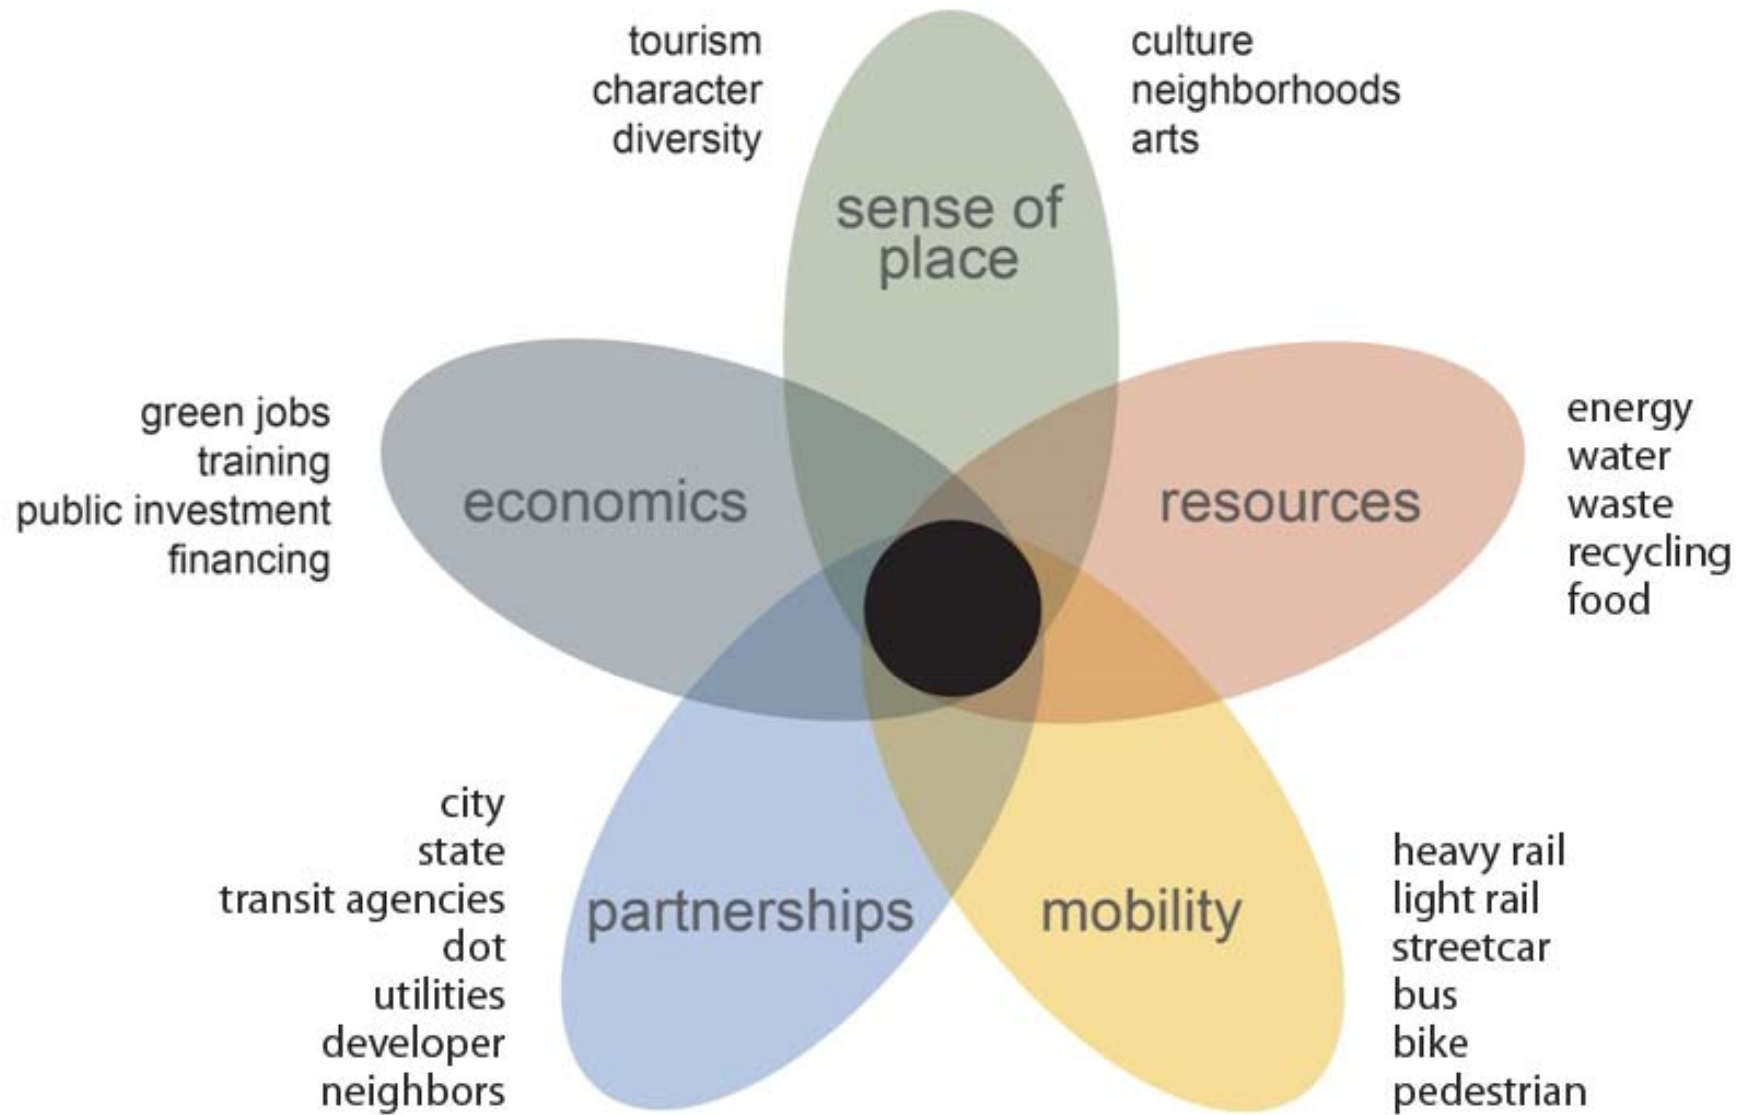 tourism
character
diversity
culture
neighborhoods
arts
sense of
place
green jobs
training
public investment
financing
economics
resources
energy
water
waste
recycling
food
city
state
transit agencies
dot
utilities
developer
neighbors
partnerships
mobility
heavy rail
light rail
streetcar
bus
bike
pedestrian